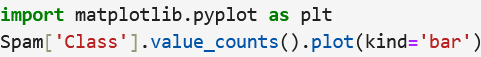 import matplotlib.pyplot as plt
Spam['Class'].value_counts().plot(kind='bar')